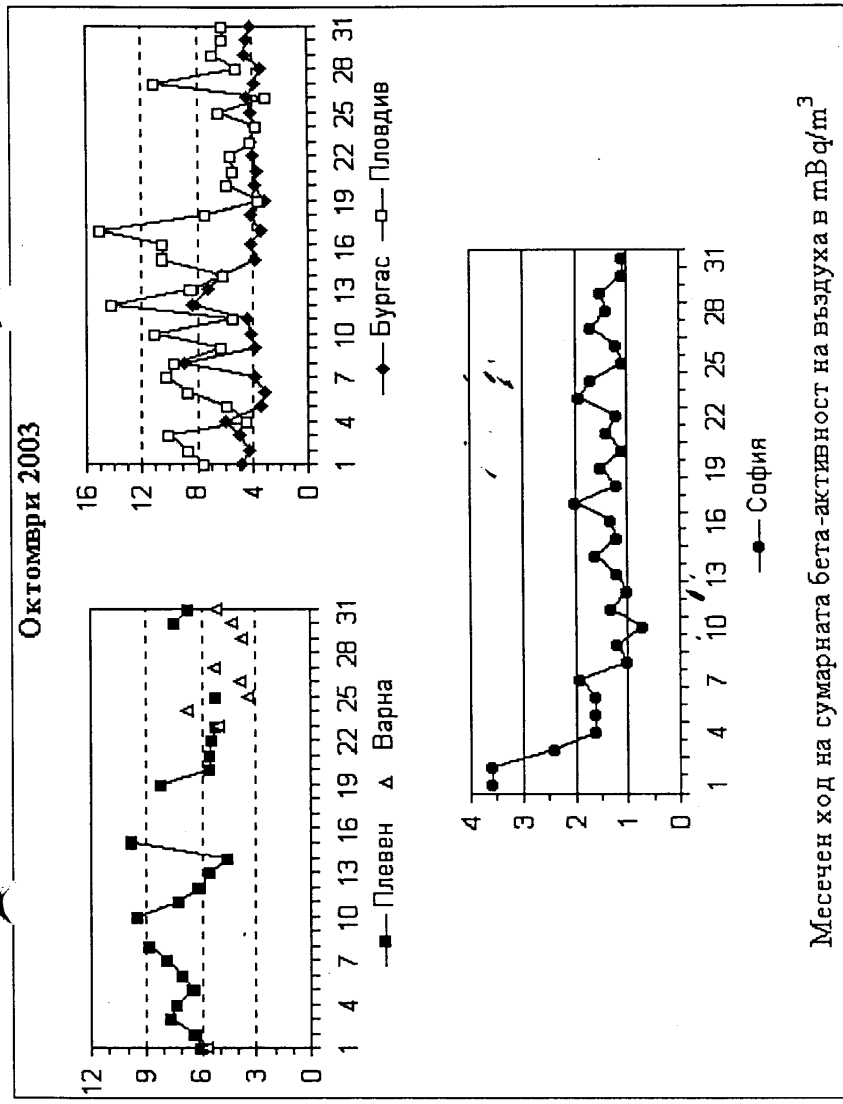 Октомври 2003
12
9
6
3
0
1 4 7 10 13 16 19 22 25 28 31
Плевен Варна
16
12
8
4
0
1 4 7 10 13 16 19 22 25 28 31
Бургас Пловдив
4
3
2
1
0
1 4 7 10 13 16 19 22 25 28 31
София
Месечен ход на сумарната бета-активност на въздуха в mBq/m³